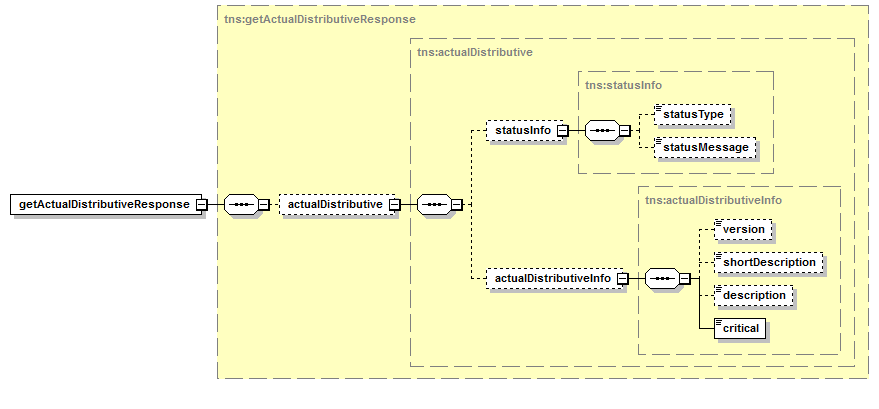 tns:getActualDistributiveResponse
tns:actualDistributive
tns:statusInfo
statusType
statusInfo
statusMessage
tns:actualDistributiveInfo
getActualDistributiveResponse
actualDistributive
version
shortDescription
actualDistributiveInfo
description
critical